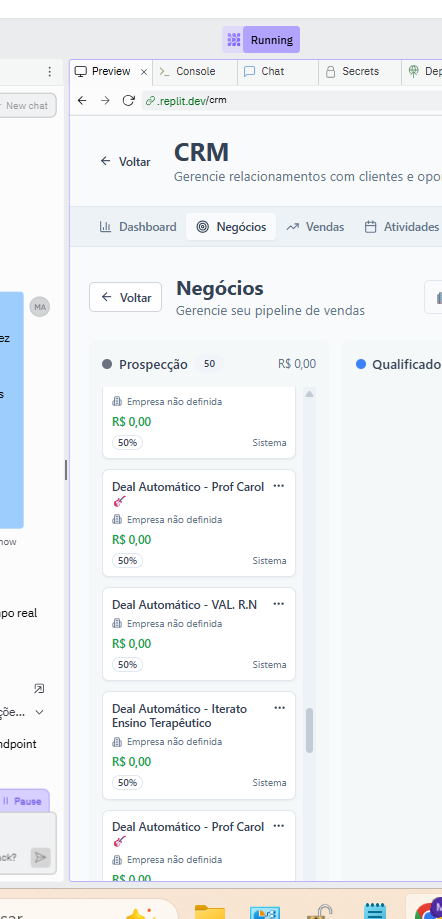 Running
Preview
Console
Chat
Secrets
Dep
New chat
.replit.dev/crm
Voltar
CRM
Gerencie relacionamentos com clientes e opo
Dashboard
Negócios
Vendas
Atividades
Voltar
Negócios
Gerencie seu pipeline de vendas
MA
ez
s
now
Prospecção
50
R$ 0,00
Qualificado
Empresa não definida
R$ 0,00
50%
Sistema
Deal Automático - Prof Carol
🎸
Empresa não definida
R$ 0,00
50%
Sistema
Deal Automático - VAL. R.N
Empresa não definida
R$ 0,00
50%
Sistema
Deal Automático - Iterato
Ensino Terapêutico
Empresa não definida
R$ 0,00
50%
Sistema
Deal Automático - Prof Carol
🎸
Empresa não definida
R$ 0,00
po real
çõe...
ndpoint
Pause
ck?
sar